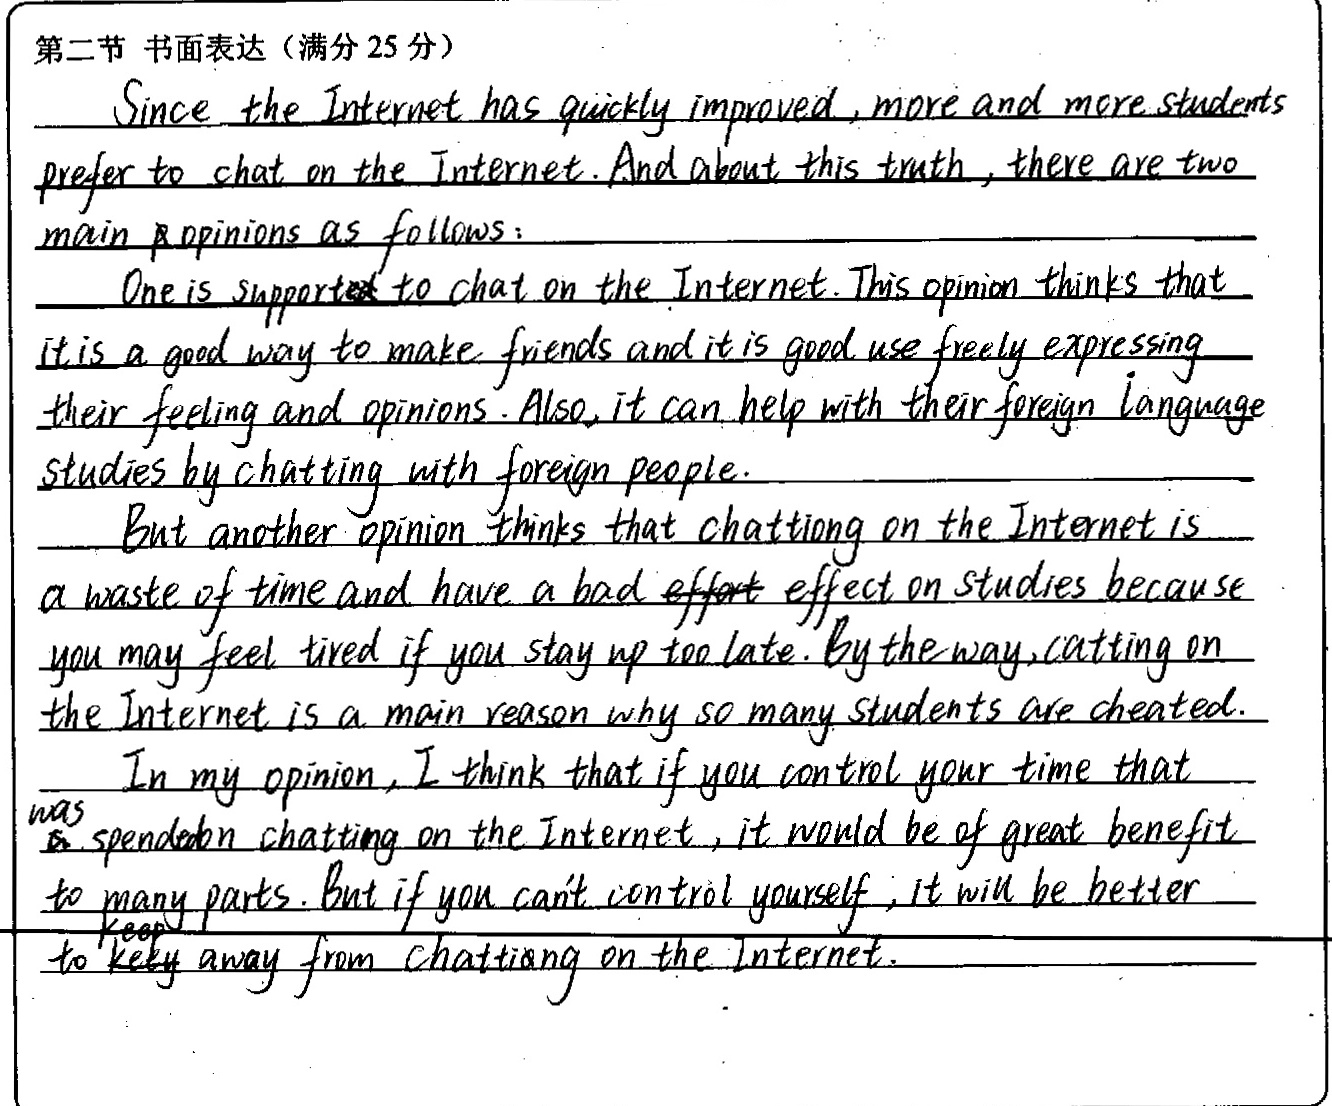 第二节 书面表达（满分 25 分）
Since the Internet has quickly improved, more and more students
prefer to chat on the Internet. And about this truth, there are two
main opinions as follows:
One is supported to chat on the Internet. This opinion thinks that
it is a good way to make friends and it is good use freely expressing
their feeling and opinions. Also, it can help with their foreign language
studies by chatting with foreign people.
But another opinion thinks that chattiong on the Internet is
a waste of time and have a bad effect on studies because
you may feel tired if you stay up too late. By the way, catting on
the Internet is a main reason why so many students are cheated.
In my opinion, I think that if you control your time that
was spended on chatting on the Internet, it would be of great benefit
to many parts. But if you can't control yourself, it will be better
to keep away from chattiong on the Internet.